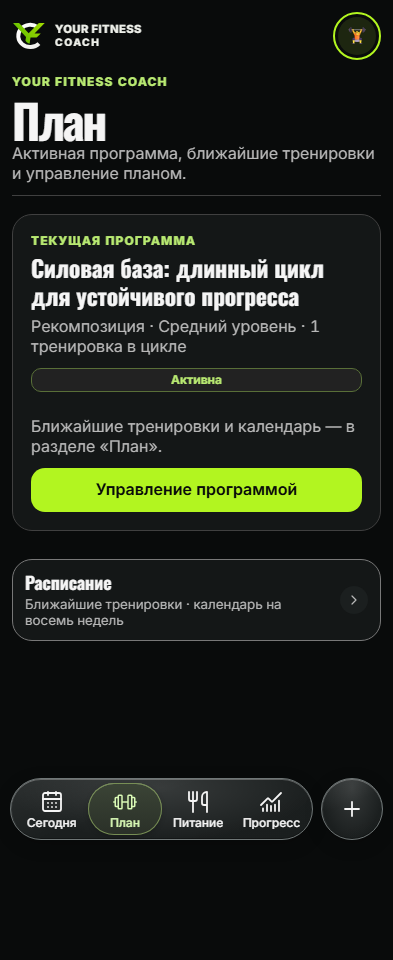 YOUR FITNESS
COACH
YOUR FITNESS COACH
План
Активная программа, ближайшие тренировки
и управление планом.
ТЕКУЩАЯ ПРОГРАММА
Силовая база: длинный цикл
для устойчивого прогресса
Рекомпозиция · Средний уровень · 1
тренировка в цикле
Активна
Ближайшие тренировки и календарь — в
разделе «План».
Управление программой
Расписание
Ближайшие тренировки · календарь на
восемь недель
Сегодня
План
Питание
Прогресс